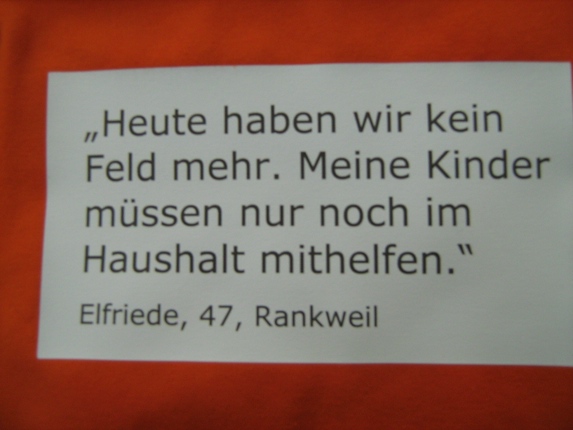 „Heute haben wir kein
Feld mehr. Meine Kinder
müssen nur noch im
Haushalt mithelfen.“
Elfriede, 47, Rankweil